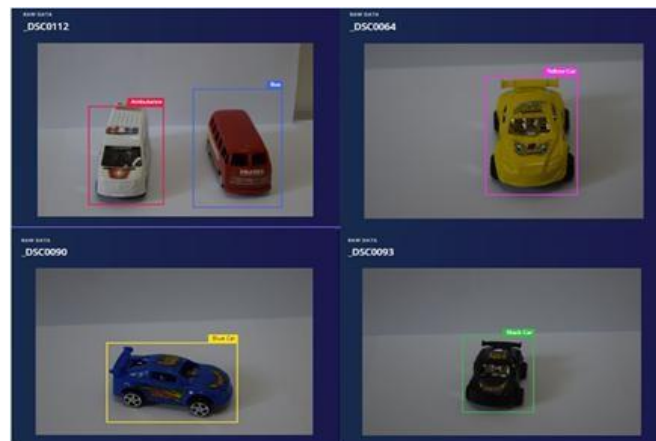 RAW DATA
_DSC0112
Ambulance
Bus
RAW DATA
_DSC0064
Yellow Car
RAW DATA
_DSC0090
Blue Car
RAW DATA
_DSC0093
Black Car